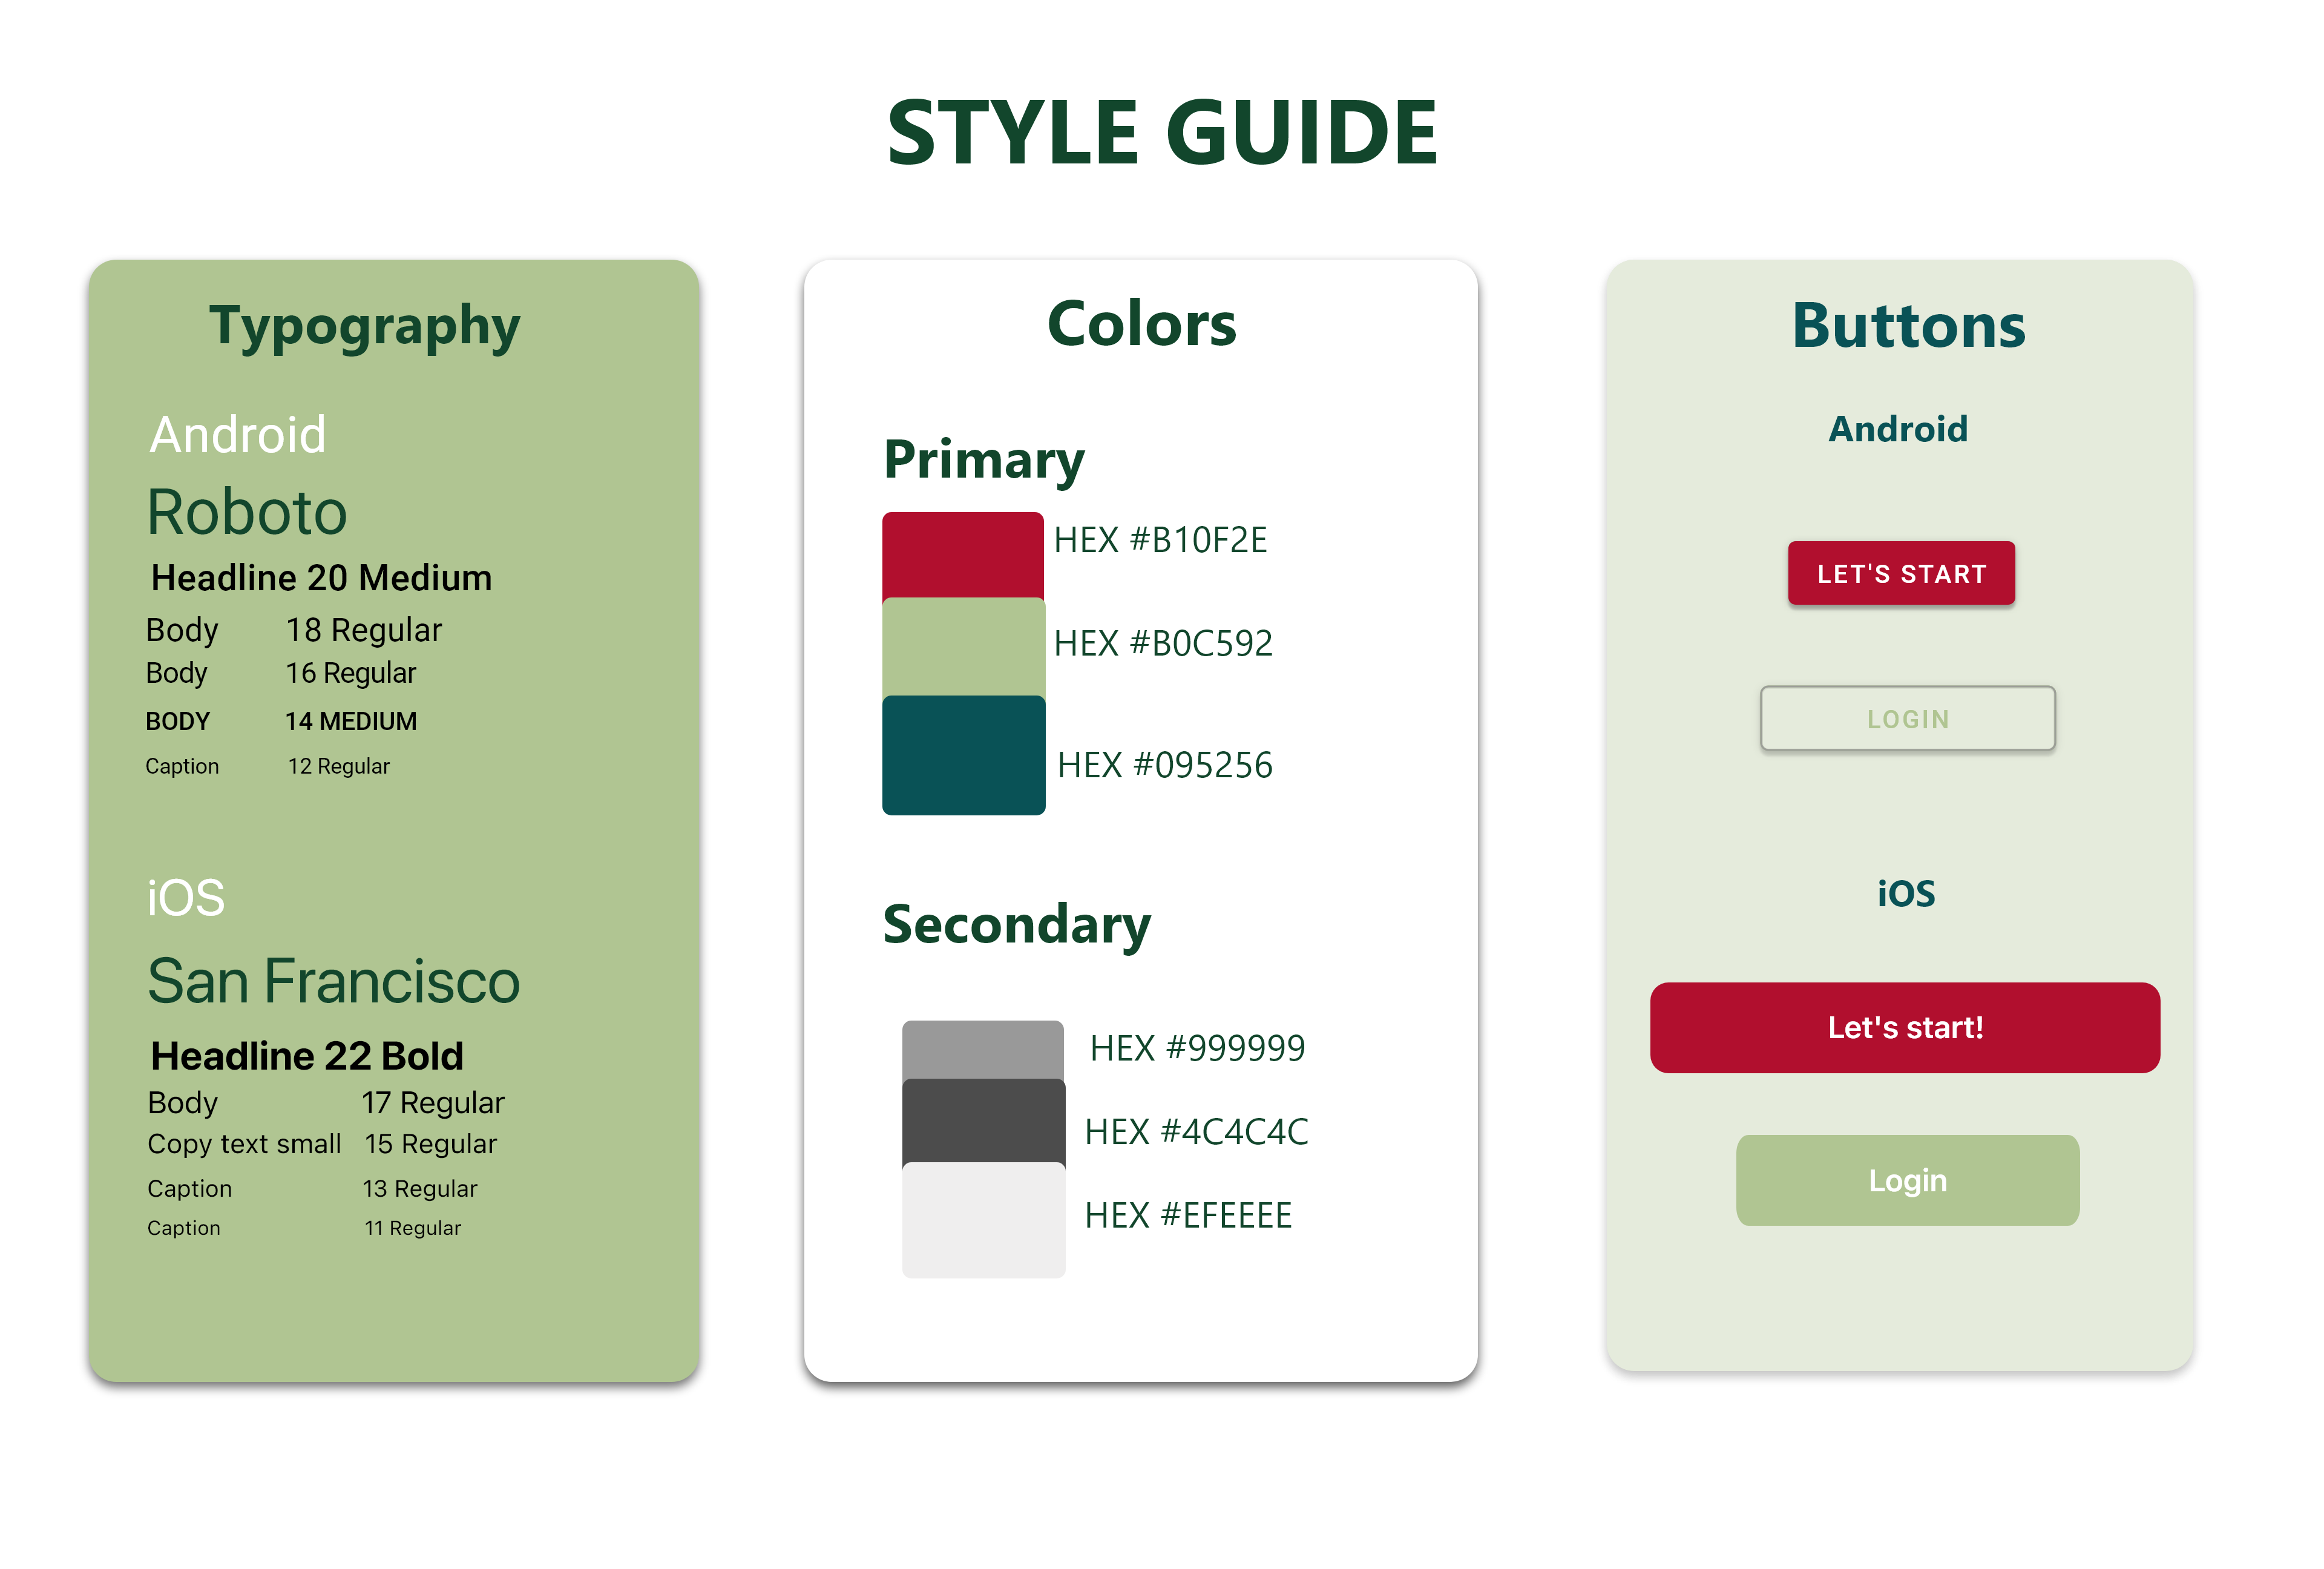 STYLE GUIDE
Typography
Android
Roboto
Headline 20 Medium
Body 18 Regular
Body 16 Regular
BODY 14 MEDIUM
Caption 12 Regular
iOS
San Francisco
Headline 22 Bold
Body 17 Regular
Copy text small 15 Regular
Caption 13 Regular
Caption 11 Regular
Colors
Primary
HEX #B10F2E
HEX #B0C592
HEX #095256
Secondary
HEX #999999
HEX #4C4C4C
HEX #EFEEEE
Buttons
Android
LET'S START
LOGIN
iOS
Let's start!
Login